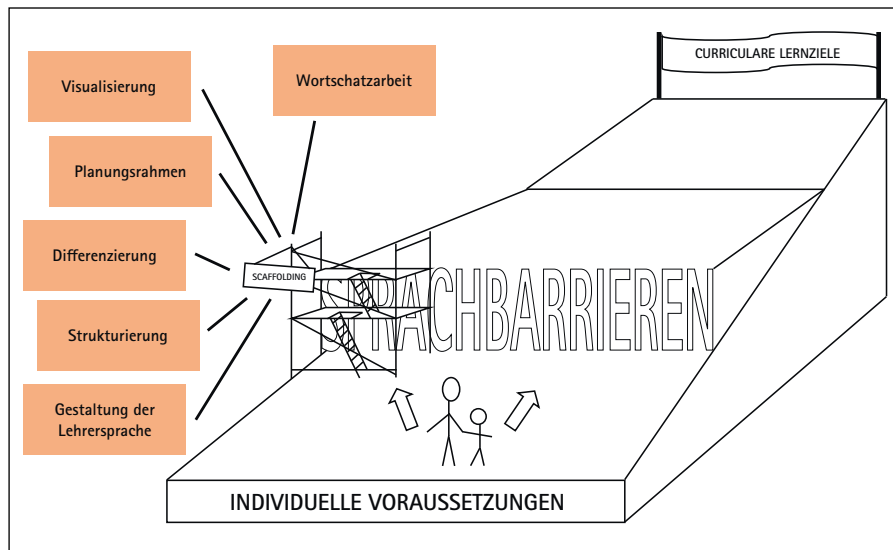 Visualisierung
Wortschatzarbeit
CURRICULARE LERNZIELE
Planungsrahmen
Differenzierung
SCAFFOLDING
SPRACHBARRIEREN
Strukturierung
Gestaltung der
Lehrersprache
INDIVIDUELLE VORAUSSETZUNGEN